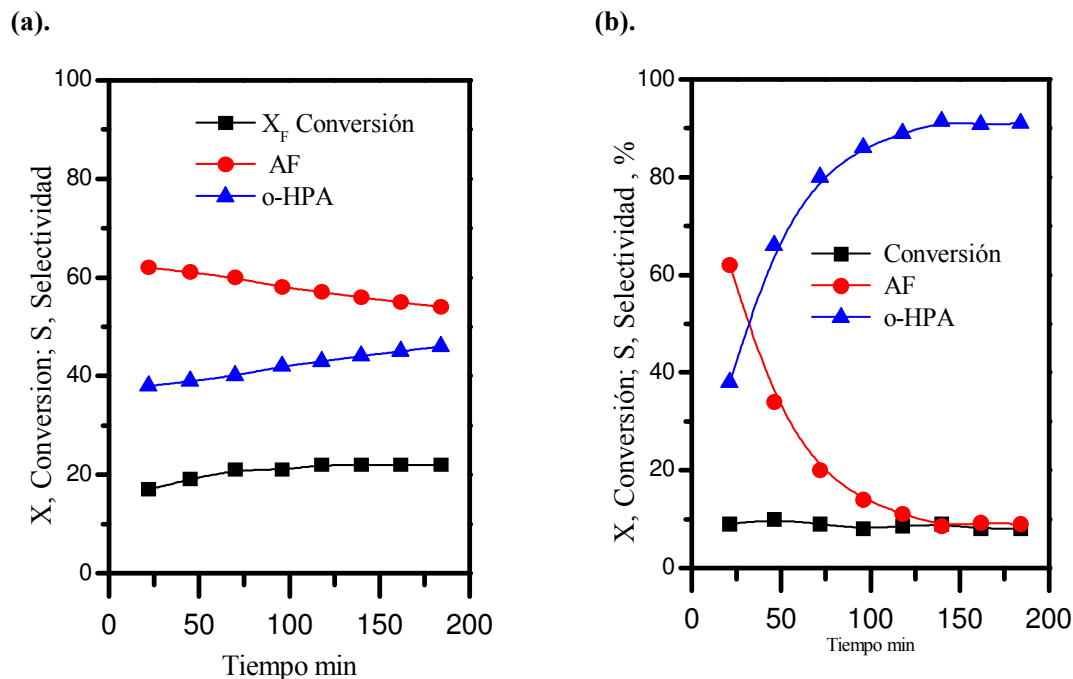 (a).
X, Conversion; S, Selectividad
100
80
60
40
20
0
X_F Conversión
AF
o-HPA
0 50 100 150 200
Tiempo min
(b).
X, Conversión; S, Selectividad , %
100
80
60
40
20
0
Conversión
AF
o-HPA
0 50 100 150 200
Tiempo min